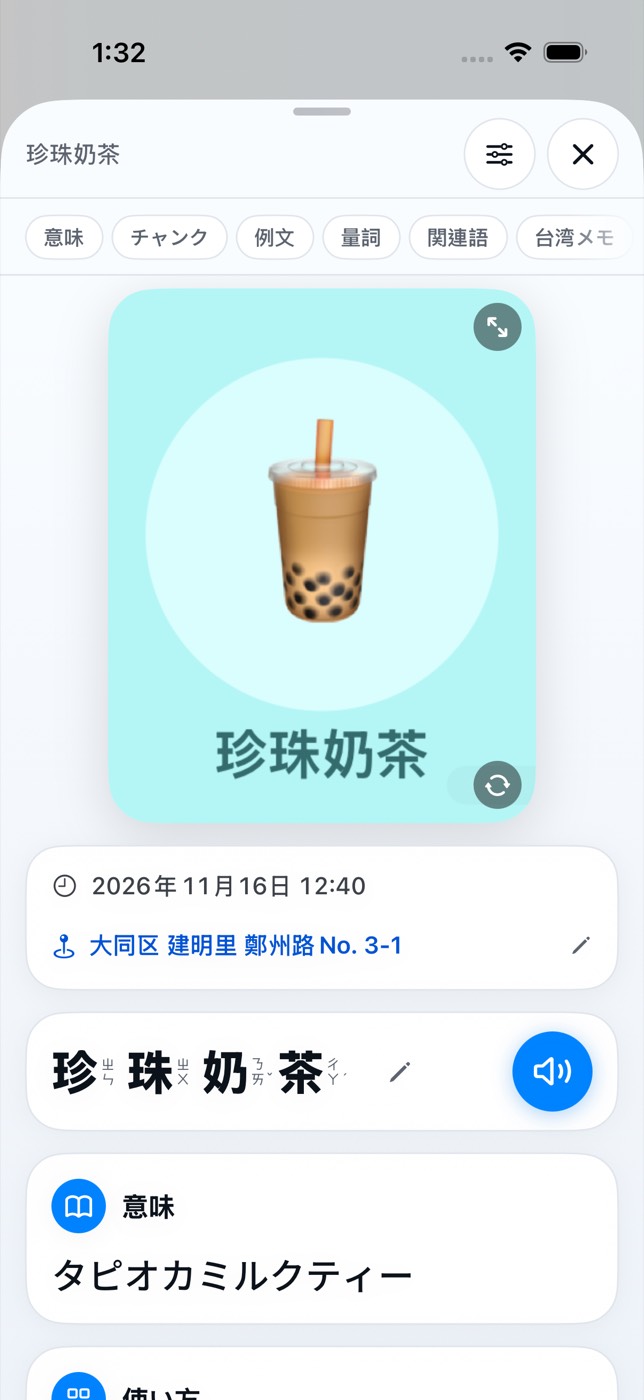 1:32
珍珠奶茶
意味 チャンク 例文 量詞 関連語 台湾メモ
珍珠奶茶
2026年11月16日 12:40
大同区 建明里 鄭州路 No. 3-1
珍ㄓㄣ 珠ㄓㄨ 奶ㄋㄞˇ 茶ㄔㄚˊ
意味
タピオカミルクティー
使い方